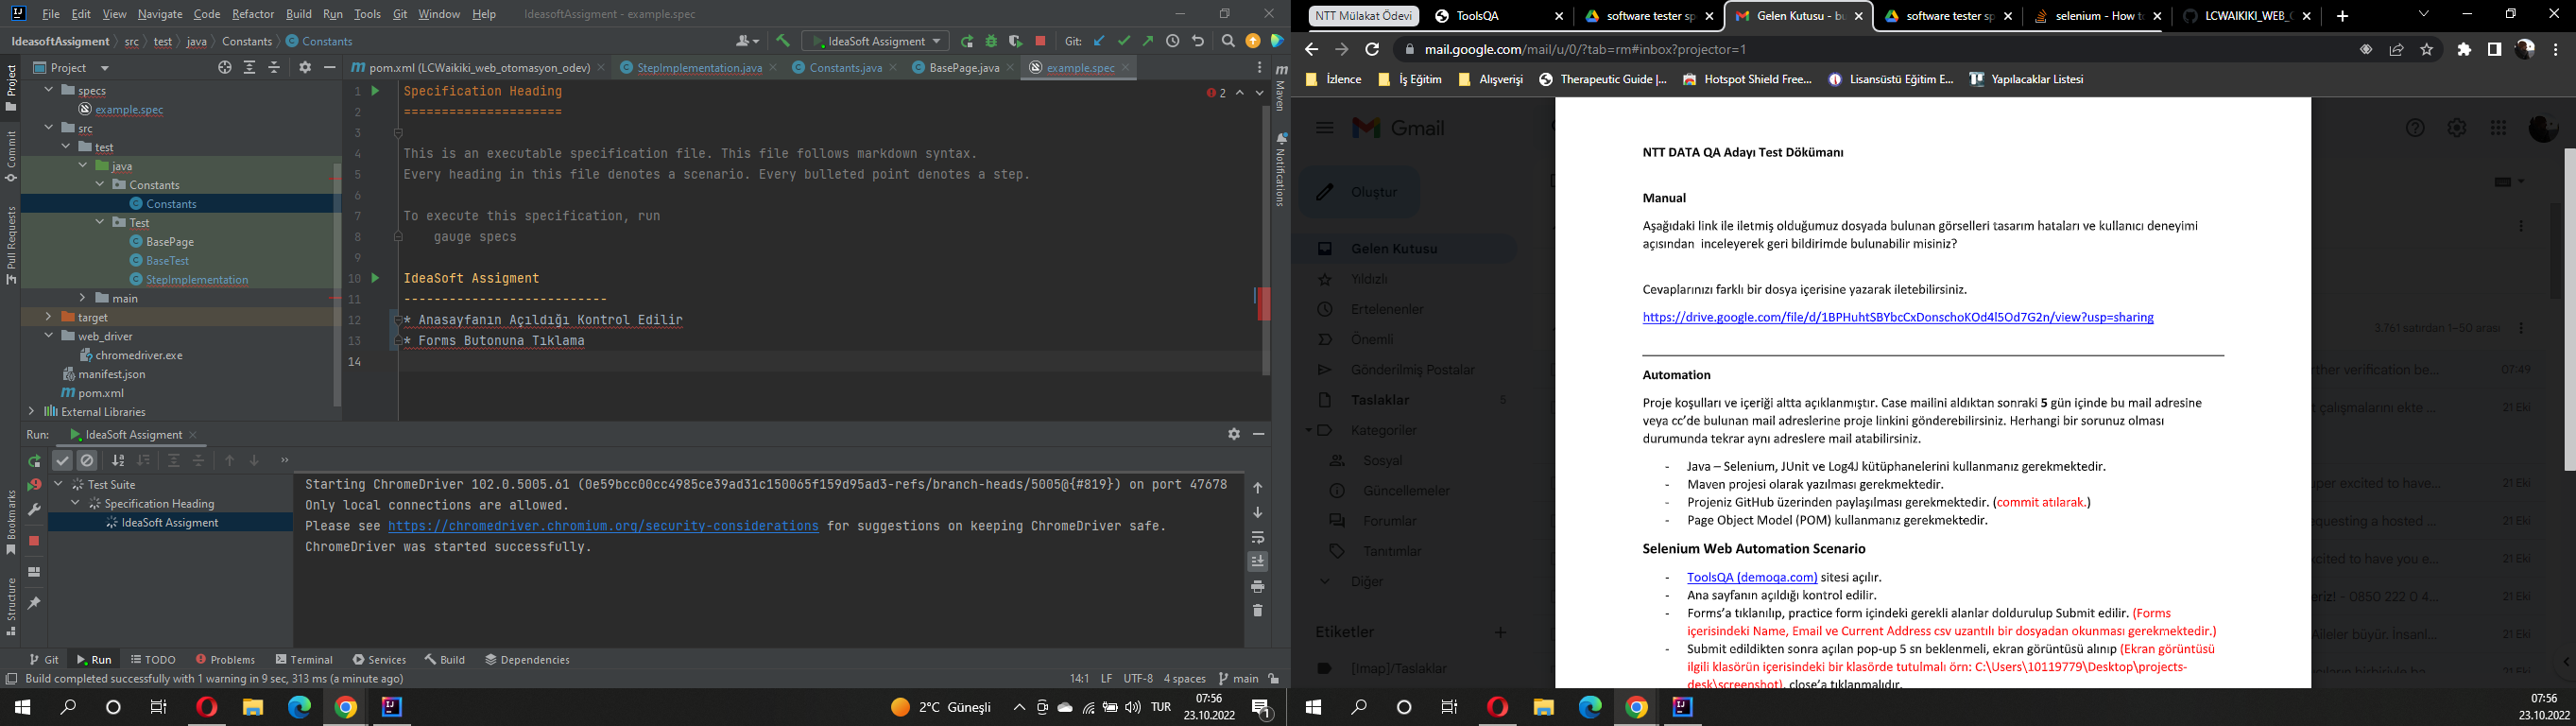 File Edit View Navigate Code Refactor Build Run Tools Git Window Help IdeasoftAssigment - example.spec
IdeasoftAssigment src test java Constants Constants IdeaSoft Assigment Git:
Project
pom.xml (LCWaikiki_web_otomasyon_odev) StepImplementation.java Constants.java BasePage.java example.spec
specs
example.spec
src
test
java
Constants
Constants
Test
BasePage
BaseTest
StepImplementation
main
target
web_driver
chromedriver.exe
manifest.json
pom.xml
External Libraries
Project
Commit
Pull Requests
Bookmarks
Structure
Maven
Notifications
2
1 Specification Heading
2 =====================
3
4 This is an executable specification file. This file follows markdown syntax.
5 Every heading in this file denotes a scenario. Every bulleted point denotes a step.
6
7 To execute this specification, run
8 gauge specs
9
10 IdeaSoft Assigment
11 ---------------------------
12 * Anasayfanın Açıldığı Kontrol Edilir
13 * Forms Butonuna Tıklama
14
Run: IdeaSoft Assigment
Test Suite
Specification Heading
IdeaSoft Assigment
Starting ChromeDriver 102.0.5005.61 (0e59bcc00cc4985ce39ad31c150065f159d95ad3-refs/branch-heads/5005@{#819}) on port 47678
Only local connections are allowed.
Please see https://chromedriver.chromium.org/security-considerations for suggestions on keeping ChromeDriver safe.
ChromeDriver was started successfully.
Git Run TODO Problems Terminal Services Build Dependencies
Build completed successfully with 1 warning in 9 sec, 313 ms (a minute ago) 14:1 LF UTF-8 4 spaces main
2°C Güneşli TUR 07:56
23.10.2022
1
NTT Mülakat Ödevi ToolsQA software tester sp Gelen Kutusu - bu software tester sp selenium - How to LCWAIKIKI_WEB_O
mail.google.com/mail/u/0/?tab=rm#inbox?projector=1
İzlence İş Eğitim Alışverişi Therapeutic Guide |... Hotspot Shield Free... Lisansüstü Eğitim E... Yapılacaklar Listesi
Gmail
Oluştur
Gelen Kutusu
Yıldızlı
Ertelenenler
Önemli
Gönderilmiş Postalar
Taslaklar 5
Kategoriler
Sosyal
Güncellemeler
Forumlar
Tanıtımlar
Diğer
Etiketler
[Imap]/Taslaklar
NTT DATA QA Adayı Test Dökümanı
Manual
Aşağıdaki link ile iletmiş olduğumuz dosyada bulunan görselleri tasarım hataları ve kullanıcı deneyimi
açısından inceleyerek geri bildirimde bulunabilir misiniz?
Cevaplarınızı farklı bir dosya içerisine yazarak iletebilirsiniz.
https://drive.google.com/file/d/1BPHuhtSBYbcCxDonschoKOd4l5Od7G2n/view?usp=sharing
Automation
Proje koşulları ve içeriği altta açıklanmıştır. Case mailini aldıktan sonraki 5 gün içinde bu mail adresine
veya cc'de bulunan mail adreslerine proje linkini gönderebilirsiniz. Herhangi bir sorunuz olması
durumunda tekrar aynı adreslere mail atabilirsiniz.
- Java – Selenium, JUnit ve Log4J kütüphanelerini kullanmanız gerekmektedir.
- Maven projesi olarak yazılması gerekmektedir.
- Projeniz GitHub üzerinden paylaşılması gerekmektedir. (commit atılarak.)
- Page Object Model (POM) kullanmanız gerekmektedir.
Selenium Web Automation Scenario
- ToolsQA (demoqa.com) sitesi açılır.
- Ana sayfanın açıldığı kontrol edilir.
- Forms'a tıklanılıp, practice form içindeki gerekli alanlar doldurulup Submit edilir. (Forms
içerisindeki Name, Email ve Current Address csv uzantılı bir dosyadan okunması gerekmektedir.)
- Submit edildikten sonra açılan pop-up 5 sn beklenmeli, ekran görüntüsü alınıp (Ekran görüntüsü
ilgili klasörün içerisindeki bir klasörde tutulmalı örn: C:\Users\10119779\Desktop\projects-
desk\screenshot), close'a tıklanmalıdır.
3.761 satırdan 1–50 arası
rther verification be... 07:49
t çalışmalarını ekte ... 21 Eki
21 Eki
per excited to have... 21 Eki
questing a hosted ... 21 Eki
cited to have you e... 21 Eki
eriz! - 0850 222 0 4... 21 Eki
Aileler büyür. İnsanl... 21 Eki
21 Eki
07:56
23.10.2022